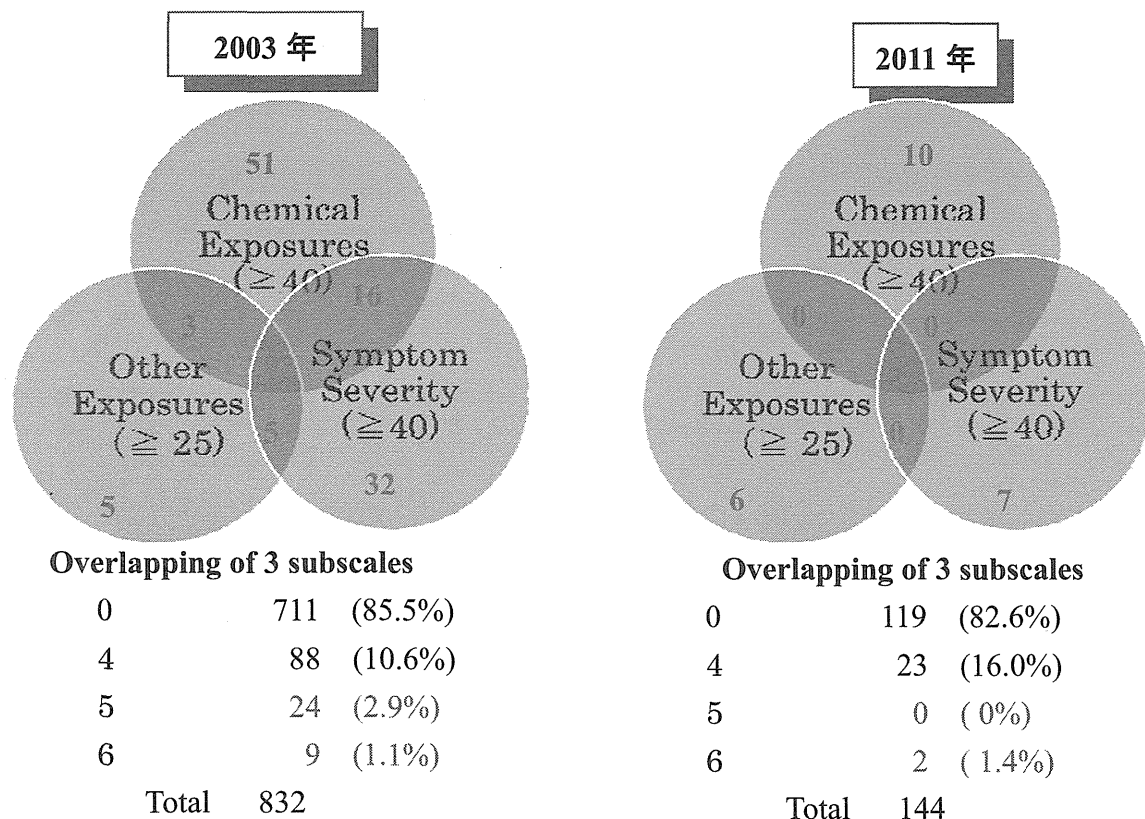 2003 年
51
Chemical
Exposures
(≧40)
16
3
Other
Exposures
(≧ 25)
Symptom
Severity
(≧40)
5
5
32
Overlapping of 3 subscales
0 711 (85.5%)
4 88 (10.6%)
5 24 (2.9%)
6 9 (1.1%)
Total 832
2011 年
10
Chemical
Exposures
(≧40)
0
0
Other
Exposures
(≧ 25)
Symptom
Severity
(≧40)
6
7
Overlapping of 3 subscales
0 119 (82.6%)
4 23 (16.0%)
5 0 ( 0%)
6 2 ( 1.4%)
Total 144